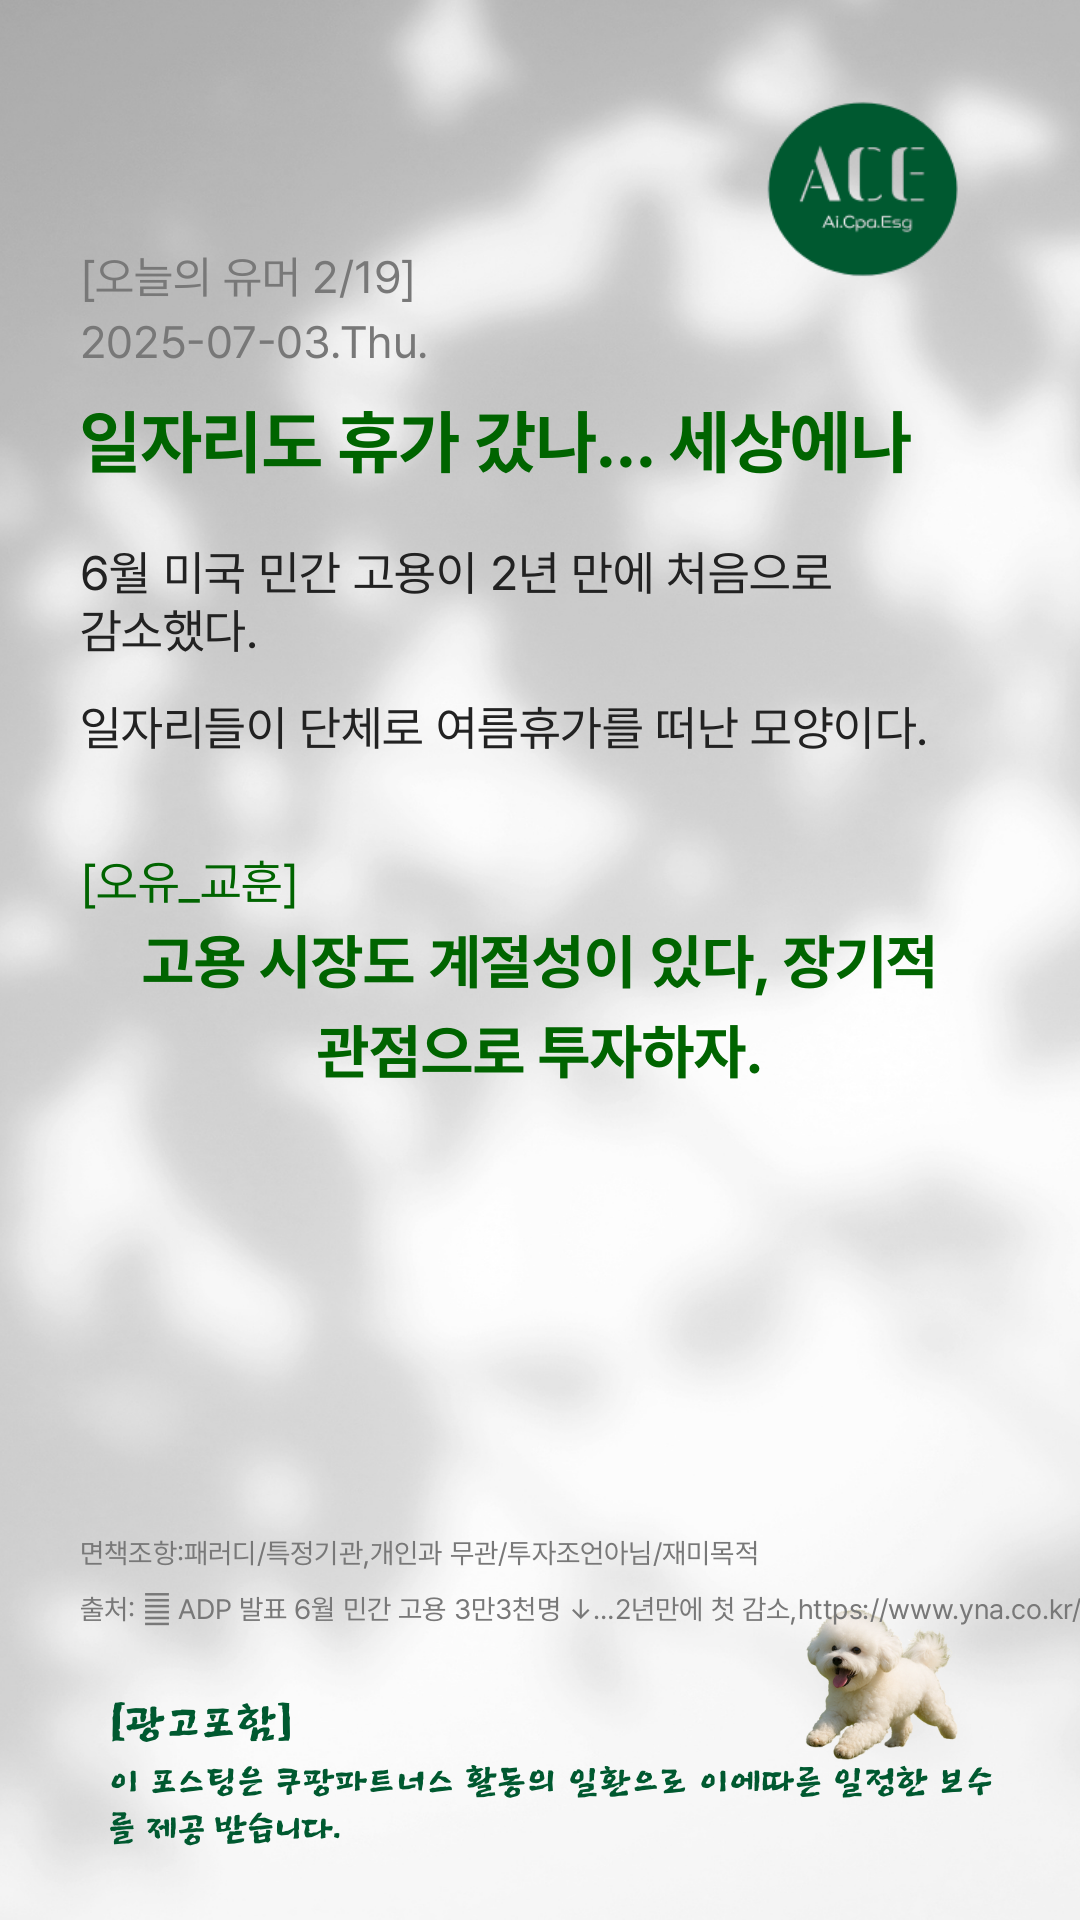 ACE
Ai.Cpa.Esg
[오늘의 유머 2/19]
2025-07-03.Thu.
일자리도 휴가 갔나... 세상에나
6월 미국 민간 고용이 2년 만에 처음으로
감소했다.
일자리들이 단체로 여름휴가를 떠난 모양이다.
[오유_교훈]
고용 시장도 계절성이 있다, 장기적
관점으로 투자하자.
면책조항:패러디/특정기관,개인과 무관/투자조언아님/재미목적
출처: ䷀ ADP 발표 6월 민간 고용 3만3천명 ↓...2년만에 첫 감소,https://www.yna.co.kr/
[광고포함]
이 포스팅은 쿠팡파트너스 활동의 일환으로 이에따른 일정한 보수
를 제공 받습니다.